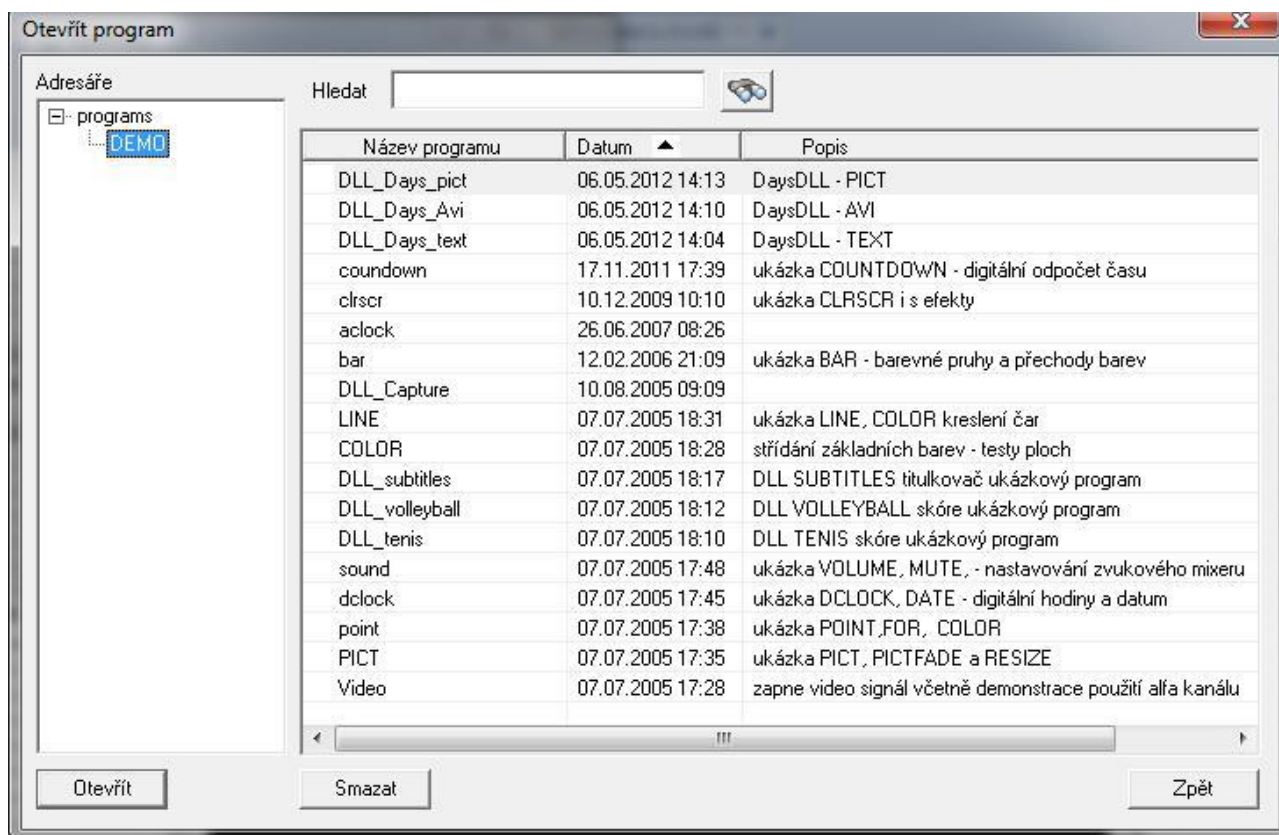 Otevřít program
Adresáře
Hledat
programs
DEMO
Název programu Datum Popis
DLL_Days_pict 06.05.2012 14:13 DaysDLL - PICT
DLL_Days_Avi 06.05.2012 14:10 DaysDLL - AVI
DLL_Days_text 06.05.2012 14:04 DaysDLL - TEXT
coundown 17.11.2011 17:39 ukázka COUNTDOWN - digitální odpočet času
clrscr 10.12.2009 10:10 ukázka CLRSCR i s efekty
aclock 26.06.2007 08:26
bar 12.02.2006 21:09 ukázka BAR - barevné pruhy a přechody barev
DLL_Capture 10.08.2005 09:09
LINE 07.07.2005 18:31 ukázka LINE, COLOR kreslení čar
COLOR 07.07.2005 18:28 střídání základních barev - testy ploch
DLL_subtitles 07.07.2005 18:17 DLL SUBTITLES titulkovač ukázkový program
DLL_volleyball 07.07.2005 18:12 DLL VOLLEYBALL skóre ukázkový program
DLL_tenis 07.07.2005 18:10 DLL TENIS skóre ukázkový program
sound 07.07.2005 17:48 ukázka VOLUME, MUTE, - nastavování zvukového mixeru
dclock 07.07.2005 17:45 ukázka DCLOCK, DATE - digitální hodiny a datum
point 07.07.2005 17:38 ukázka POINT,FOR, COLOR
PICT 07.07.2005 17:35 ukázka PICT, PICTFADE a RESIZE
Video 07.07.2005 17:28 zapne video signál včetně demonstrace použití alfa kanálu
Otevřít Smazat Zpět